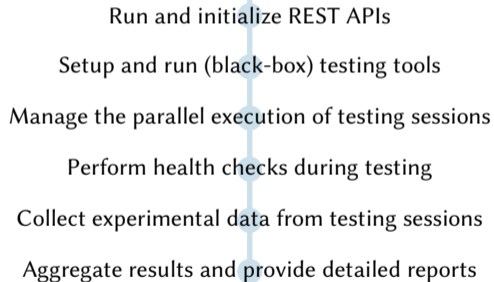 Run and initialize REST APIs
Setup and run (black-box) testing tools
Manage the parallel execution of testing sessions
Perform health checks during testing
Collect experimental data from testing sessions
Aggregate results and provide detailed reports